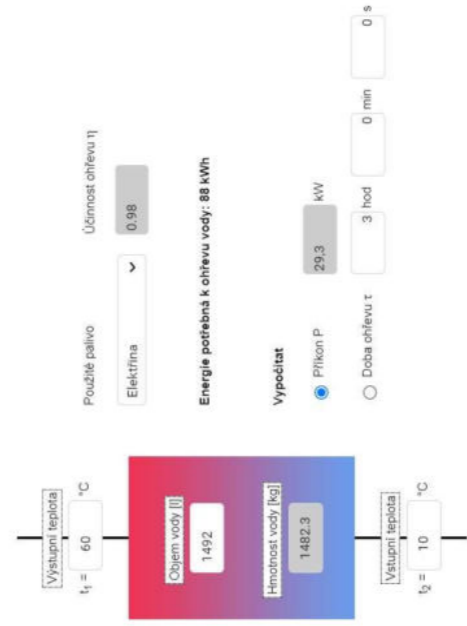 Výstupní teplota
t₁ = 60 °C
Objem vody [l]
1492
Hmotnost vody [kg]
1482.3
Vstupní teplota
t₂ = 10 °C
Použité palivo
Účinnost ohřevu η
Elektřina
0.98
Energie potřebná k ohřevu vody: 88 kWh
Vypočítat
Příkon P
29,3 kW
Doba ohřevu τ
3 hod 0 min 0 s